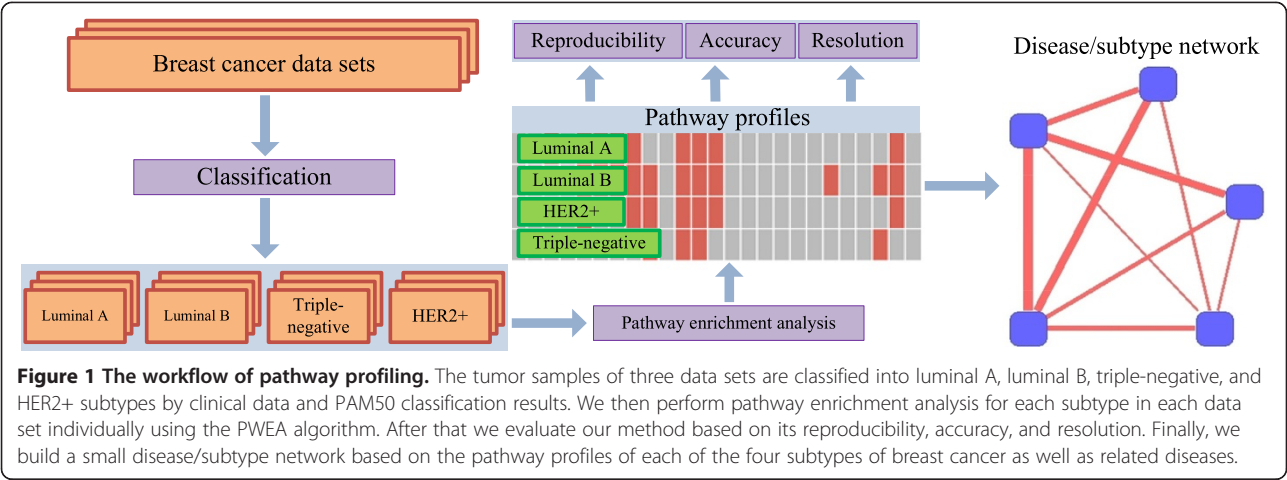 Breast cancer data sets
Classification
Luminal A
Luminal B
Triple-
negative
HER2+
Pathway enrichment analysis
Reproducibility
Accuracy
Resolution
Pathway profiles
Luminal A
Luminal B
HER2+
Triple-negative
Disease/subtype network
Figure 1 The workflow of pathway profiling. The tumor samples of three data sets are classified into luminal A, luminal B, triple-negative, and
HER2+ subtypes by clinical data and PAM50 classification results. We then perform pathway enrichment analysis for each subtype in each data
set individually using the PWEA algorithm. After that we evaluate our method based on its reproducibility, accuracy, and resolution. Finally, we
build a small disease/subtype network based on the pathway profiles of each of the four subtypes of breast cancer as well as related diseases.